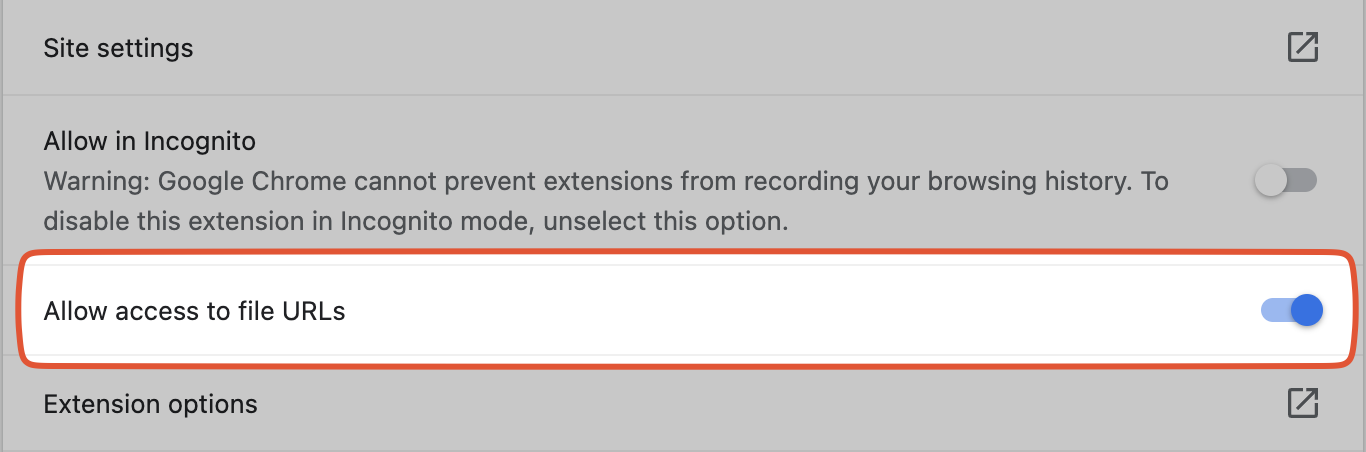 Site settings
Allow in Incognito
Warning: Google Chrome cannot prevent extensions from recording your browsing history. To
disable this extension in Incognito mode, unselect this option.
Allow access to file URLs
Extension options